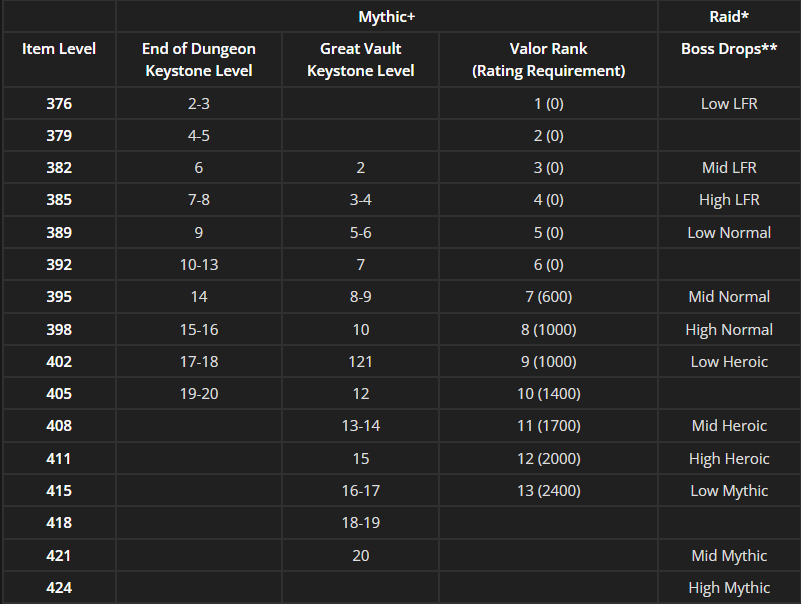 Mythic+ Raid*
Item Level End of Dungeon Great Vault Valor Rank Boss Drops**
Keystone Level Keystone Level (Rating Requirement)
376 2-3 1 (0) Low LFR
379 4-5 2 (0)
382 6 2 3 (0) Mid LFR
385 7-8 3-4 4 (0) High LFR
389 9 5-6 5 (0) Low Normal
392 10-13 7 6 (0)
395 14 8-9 7 (600) Mid Normal
398 15-16 10 8 (1000) High Normal
402 17-18 121 9 (1000) Low Heroic
405 19-20 12 10 (1400)
408 13-14 11 (1700) Mid Heroic
411 15 12 (2000) High Heroic
415 16-17 13 (2400) Low Mythic
418 18-19
421 20 Mid Mythic
424 High Mythic